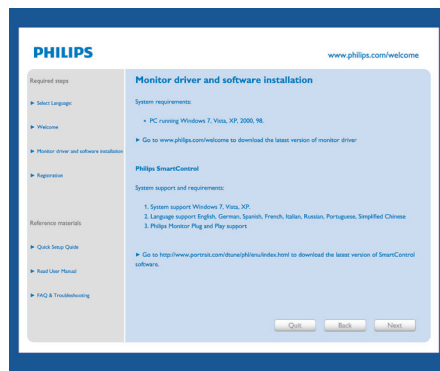 PHILIPS
www.philips.com/welcome
Required steps
► Select Language
► Welcome
► Monitor driver and software installation
► Registration
Reference materials
► Quick Setup Quide
► Read User Manual
► FAQ & Troubleshooting
Monitor driver and software installation
System requirements:
• PC running Windows 7, Vista, XP, 2000, 98.
► Go to www.philips.com/welcome to download the latest version of monitor driver
Philips SmartControl
System support and requirements:
1. System support Windows 7, Vista, XP.
2. Language support English, German, Spanish, French, Italian, Russian, Portuguese, Simplified Chinese
3. Philips Monitor Plug and Play support
► Go to http://www.portrait.com/dtune/phl/enu/index.html to download the latest version of SmartControl
software.
Quit Back Next